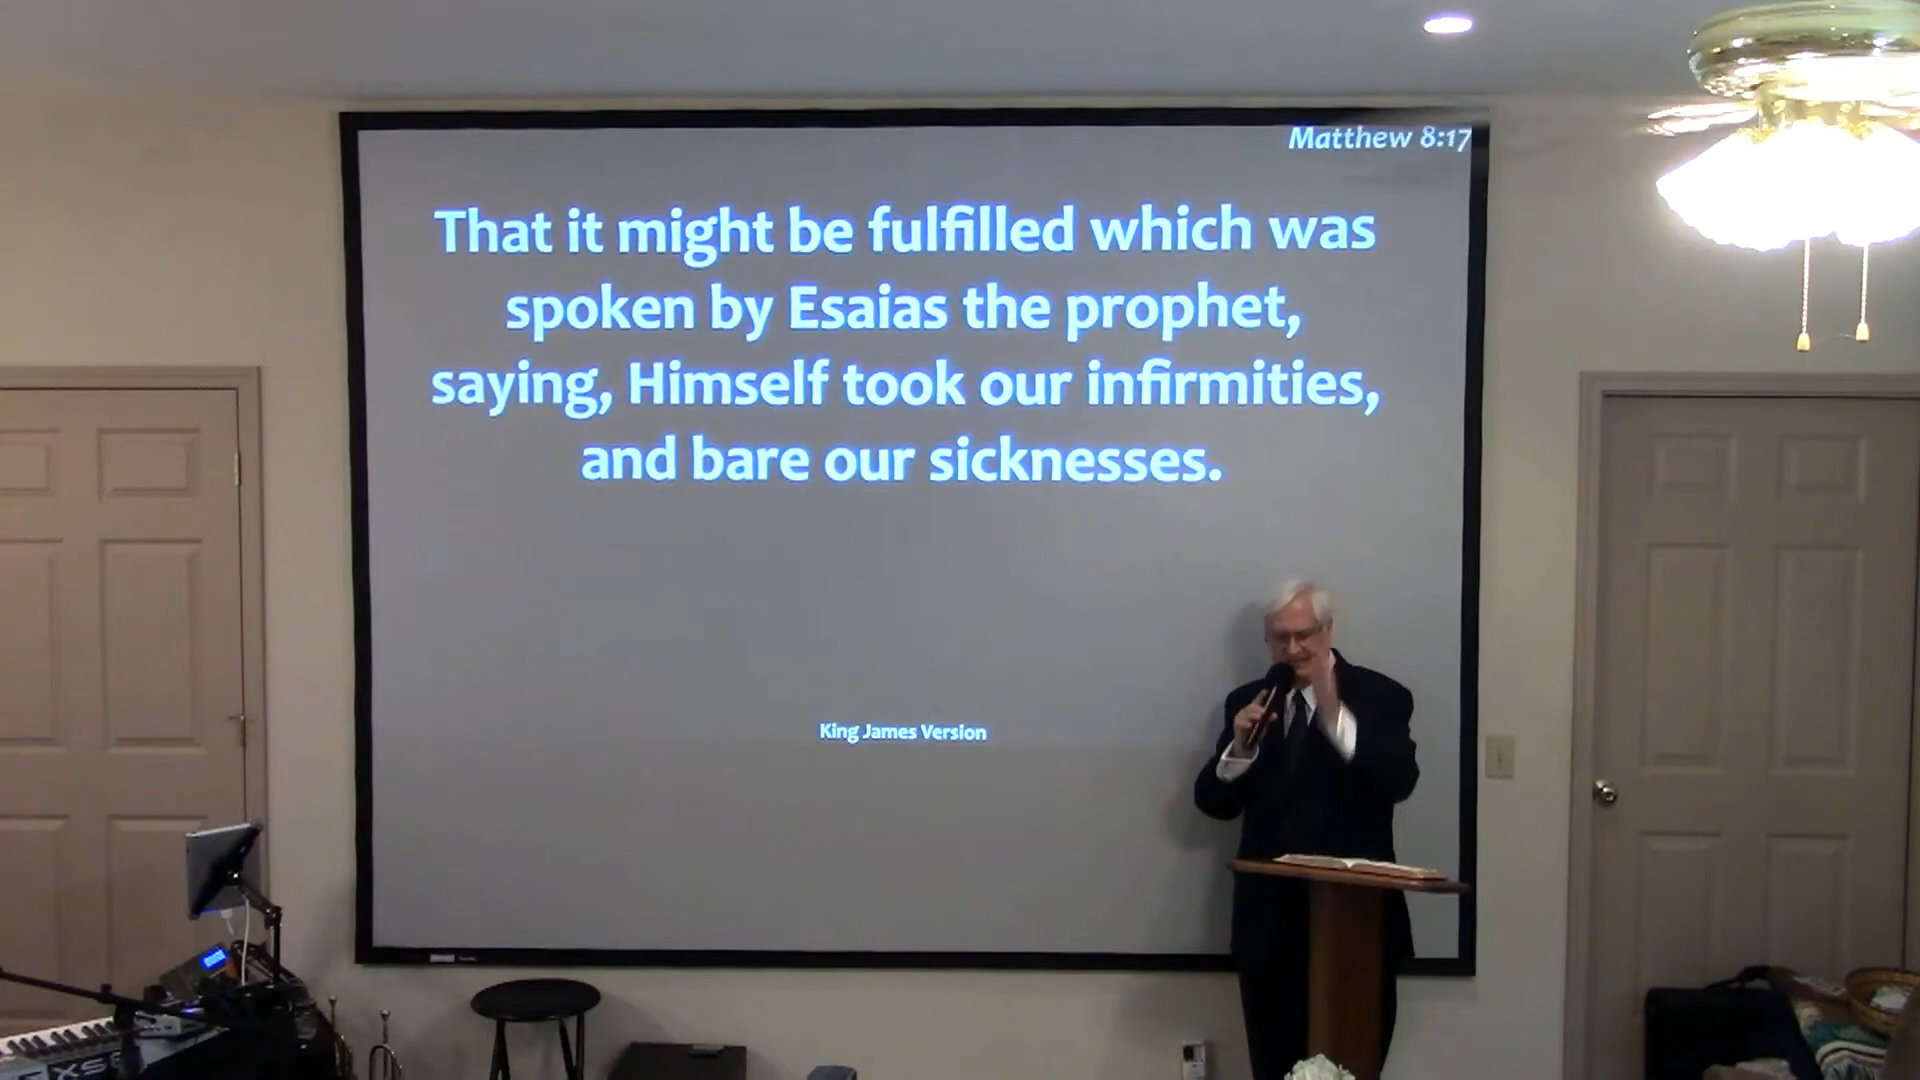 Matthew 8:17
That it might be fulfilled which was
spoken by Esaias the prophet,
saying, Himself took our infirmities,
and bare our sicknesses.
King James Version
XS